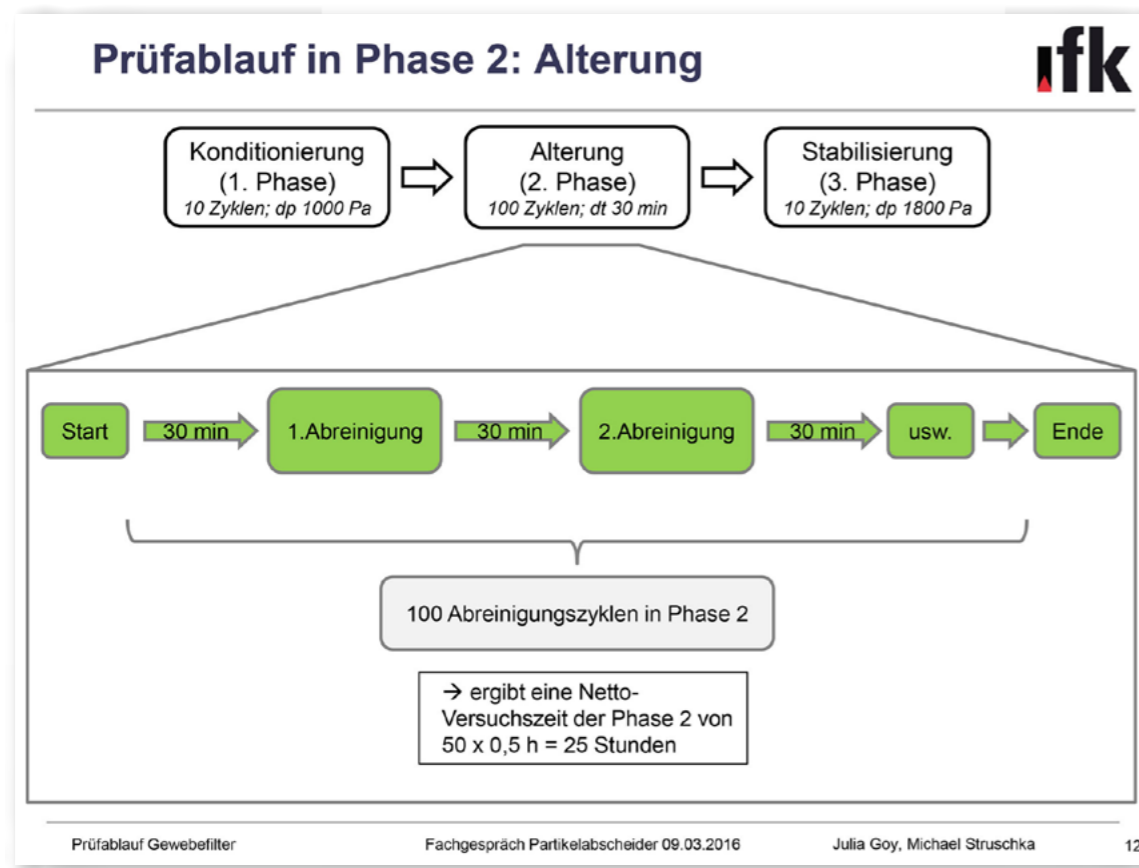 Prüfablauf in Phase 2: Alterung
ifk
Konditionierung
(1. Phase)
10 Zyklen; dp 1000 Pa
Alterung
(2. Phase)
100 Zyklen; dt 30 min
Stabilisierung
(3. Phase)
10 Zyklen; dp 1800 Pa
Start
30 min
1.Abreinigung
30 min
2.Abreinigung
30 min
usw.
Ende
100 Abreinigungszyklen in Phase 2
→ ergibt eine Netto-
Versuchszeit der Phase 2 von
50 x 0,5 h = 25 Stunden
Prüfablauf Gewebefilter
Fachgespräch Partikelabscheider 09.03.2016
Julia Goy, Michael Struschka
12